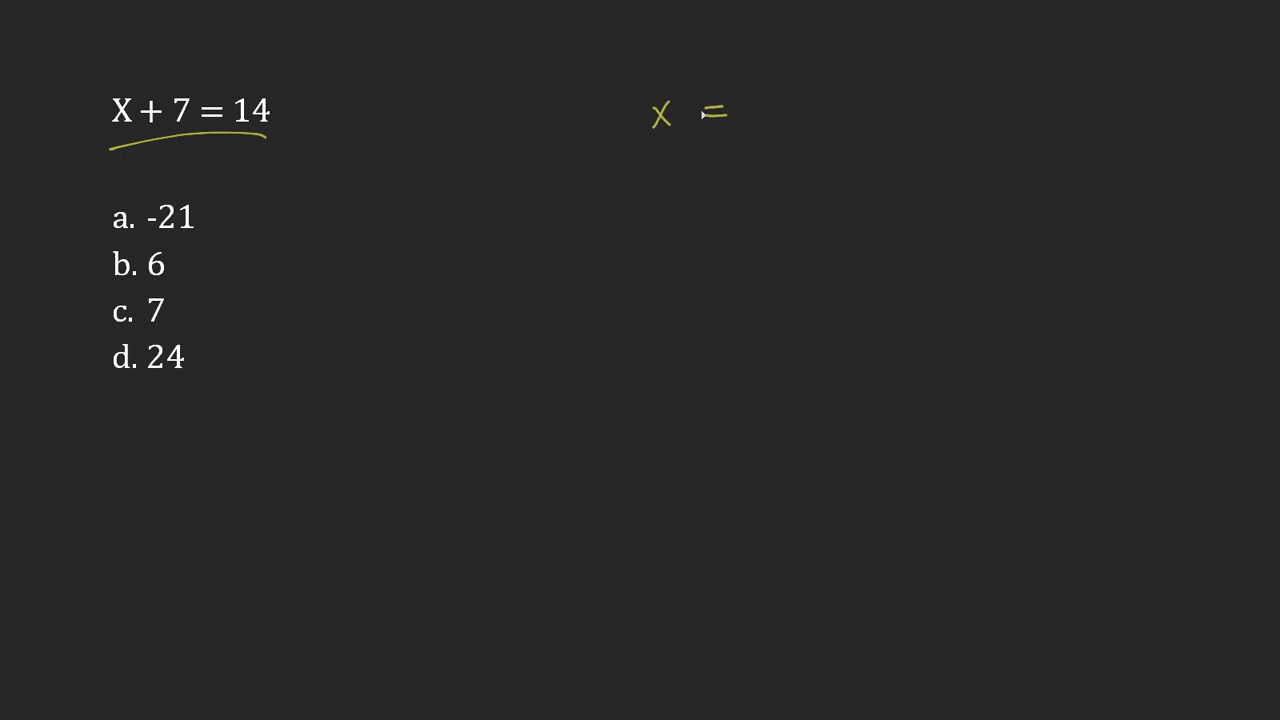 X + 7 = 14
x =
a. -21
b. 6
c. 7
d. 24